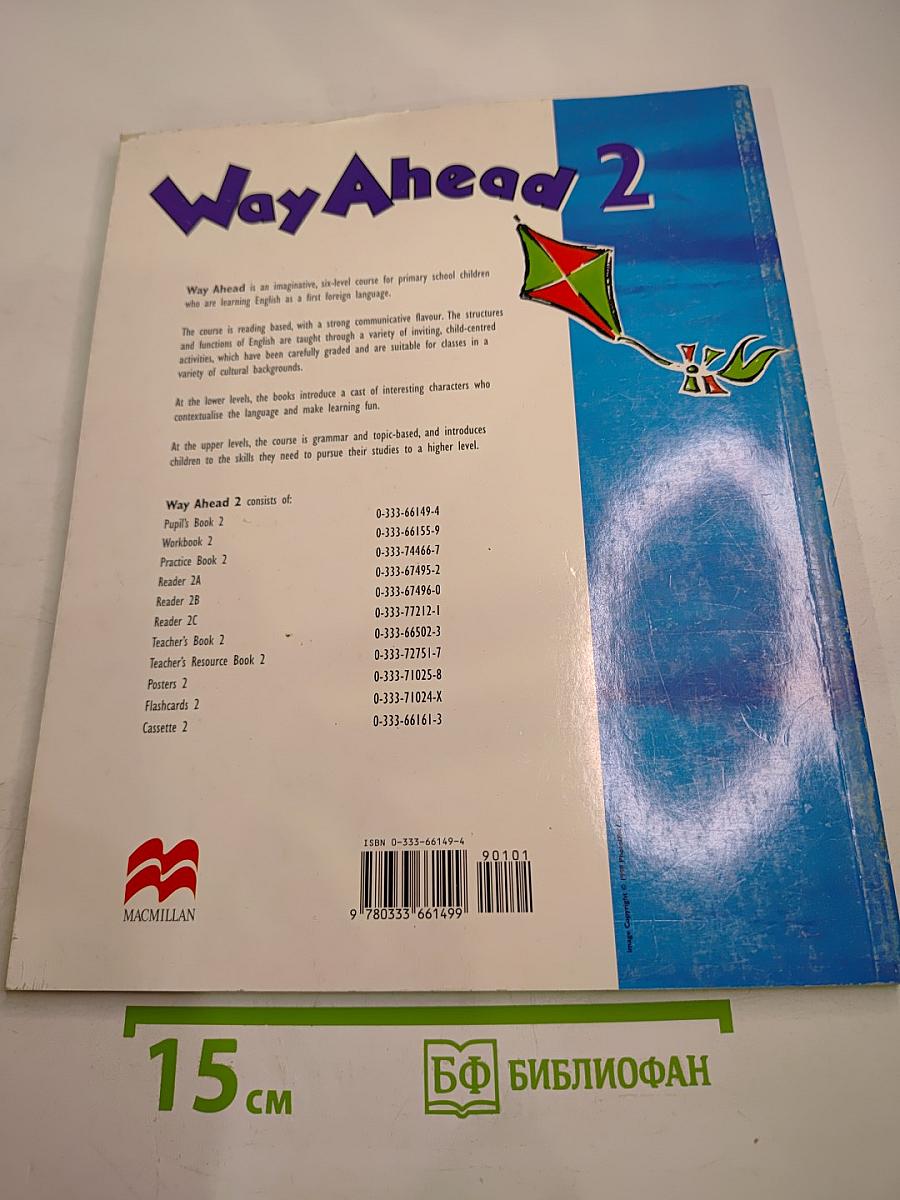 Way Ahead 2
Way Ahead is an imaginative, six-level course for primary school children
who are learning English as a first foreign language.
The course is reading based, with a strong communicative flavour. The structures
and functions of English are taught through a variety of inviting, child-centred
activities, which have been carefully graded and are suitable for classes in a
variety of cultural backgrounds.
At the lower levels, the books introduce a cast of interesting characters who
contextualise the language and make learning fun.
At the upper levels, the course is grammar and topic-based, and introduces
children to the skills they need to pursue their studies to a higher level.
Way Ahead 2 consists of:
Pupil's Book 2 0-333-66149-4
Workbook 2 0-333-66155-9
Practice Book 2 0-333-74466-7
Reader 2A 0-333-67495-2
Reader 2B 0-333-67496-0
Reader 2C 0-333-77212-1
Teacher's Book 2 0-333-66502-3
Teacher's Resource Book 2 0-333-72751-7
Posters 2 0-333-71025-8
Flashcards 2 0-333-71024-X
Cassette 2 0-333-66161-3
MACMILLAN
ISBN 0-333-66149-4
90101
9 780333 661499
Image Copyright ©
15 см
БФ БИБЛИОФАН